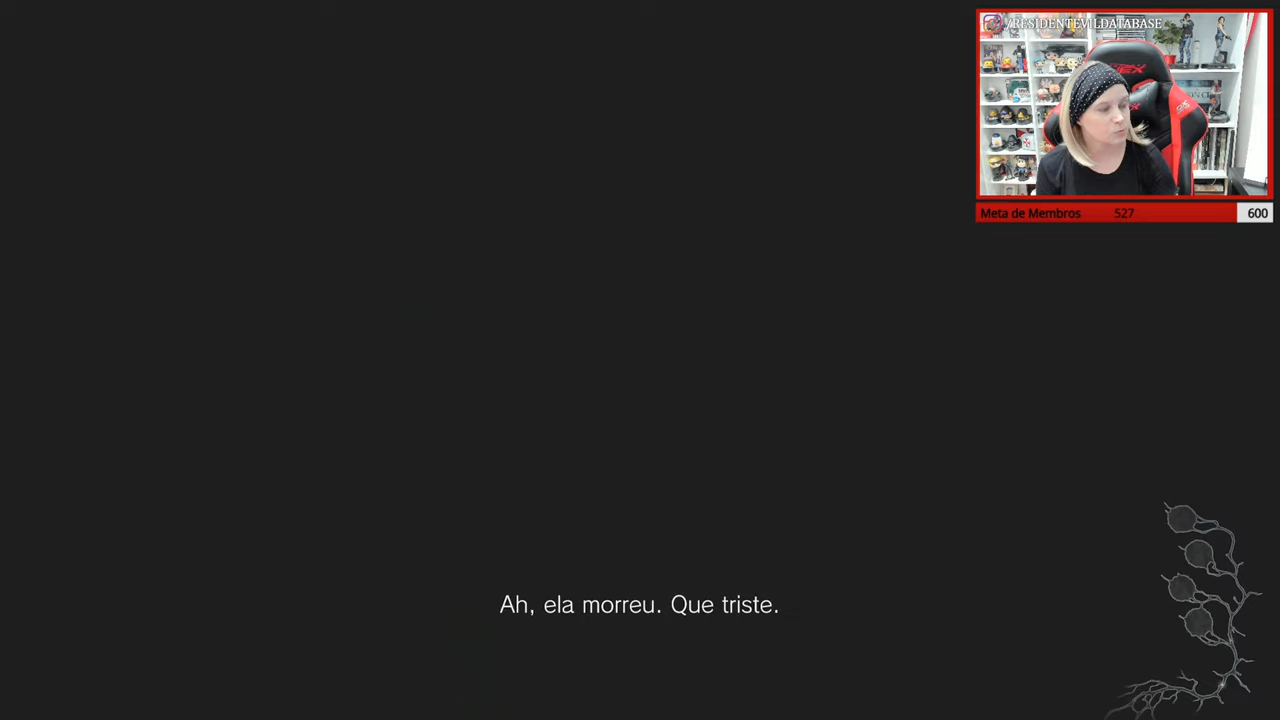 /RESIDENTEVILDATABASE
Meta de Membros 527 600
Ah, ela morreu. Que triste.